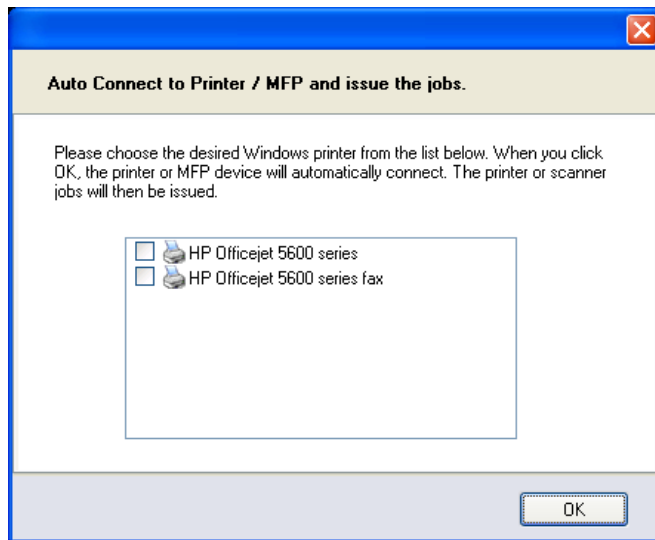 Auto Connect to Printer / MFP and issue the jobs.
Please choose the desired Windows printer from the list below. When you click
OK, the printer or MFP device will automatically connect. The printer or scanner
jobs will then be issued.
HP Officejet 5600 series
HP Officejet 5600 series fax
OK